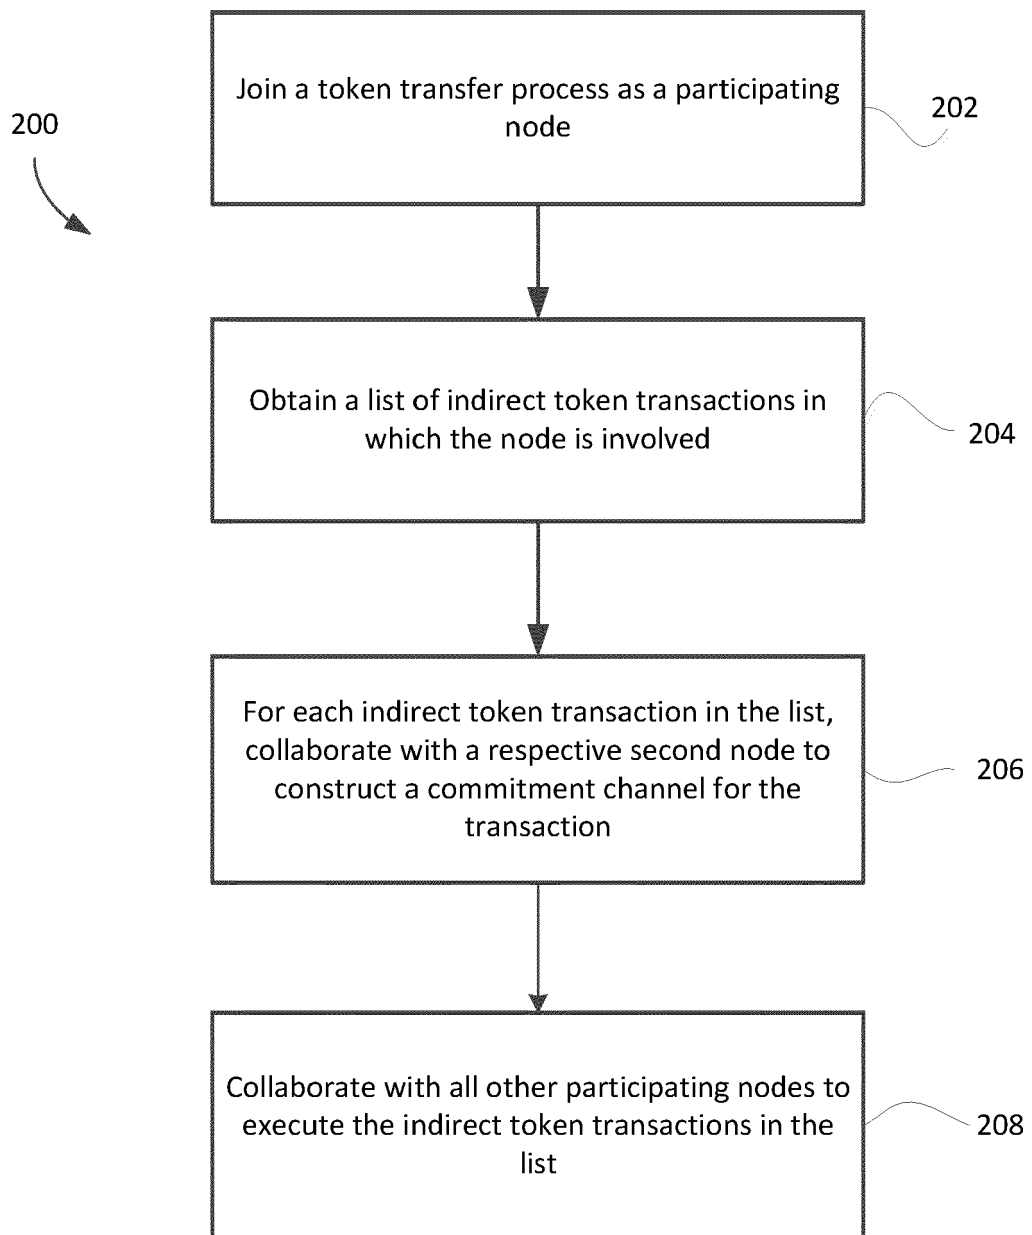 200
Join a token transfer process as a participating
node
202
Obtain a list of indirect token transactions in
which the node is involved
204
For each indirect token transaction in the list,
collaborate with a respective second node to
construct a commitment channel for the
transaction
206
Collaborate with all other participating nodes to
execute the indirect token transactions in the
list
208